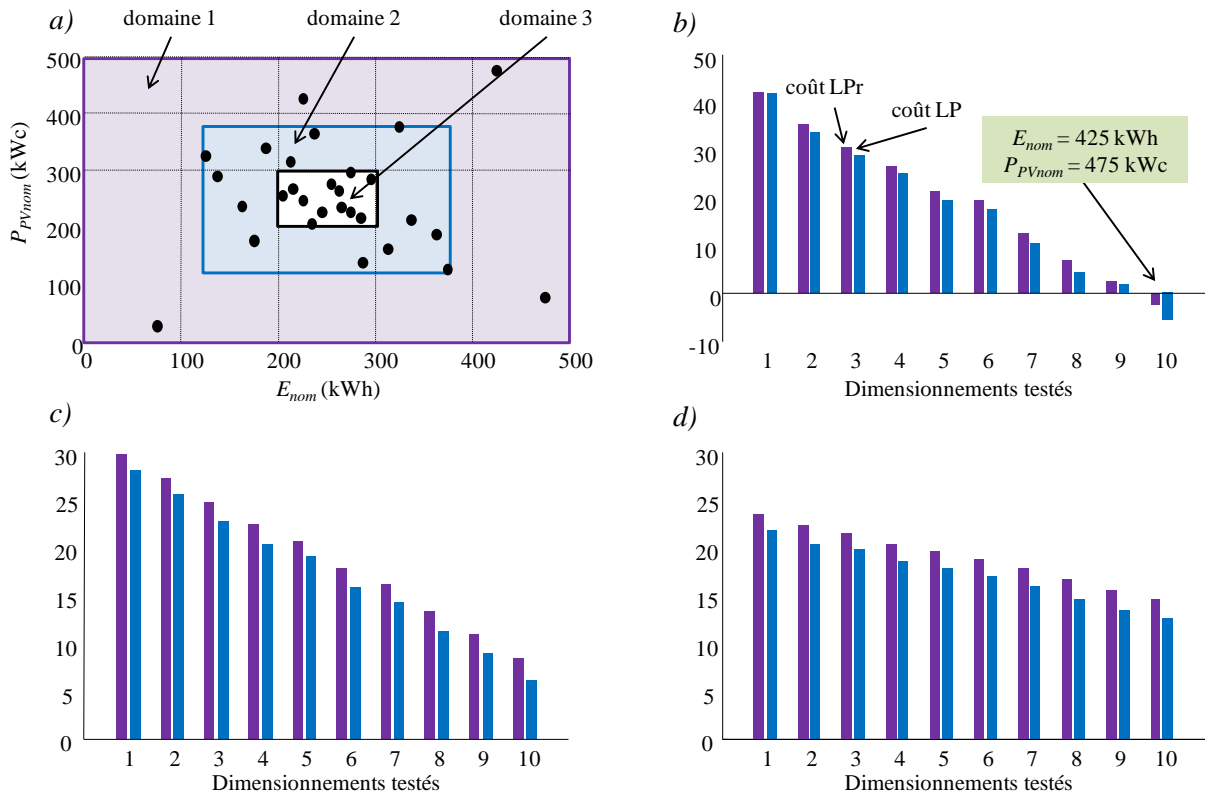 a)
domaine 1
domaine 2
domaine 3
500
400
300
200
100
0
P_PVnom (kWc)
0 100 200 300 400 500
E_nom (kWh)
b)
50
40
30
20
10
0
-10
coût LPr
coût LP
E_nom = 425 kWh
P_PVnom = 475 kWc
1 2 3 4 5 6 7 8 9 10
Dimensionnements testés
c)
30
25
20
15
10
5
0
1 2 3 4 5 6 7 8 9 10
Dimensionnements testés
d)
30
25
20
15
10
5
0
1 2 3 4 5 6 7 8 9 10
Dimensionnements testés